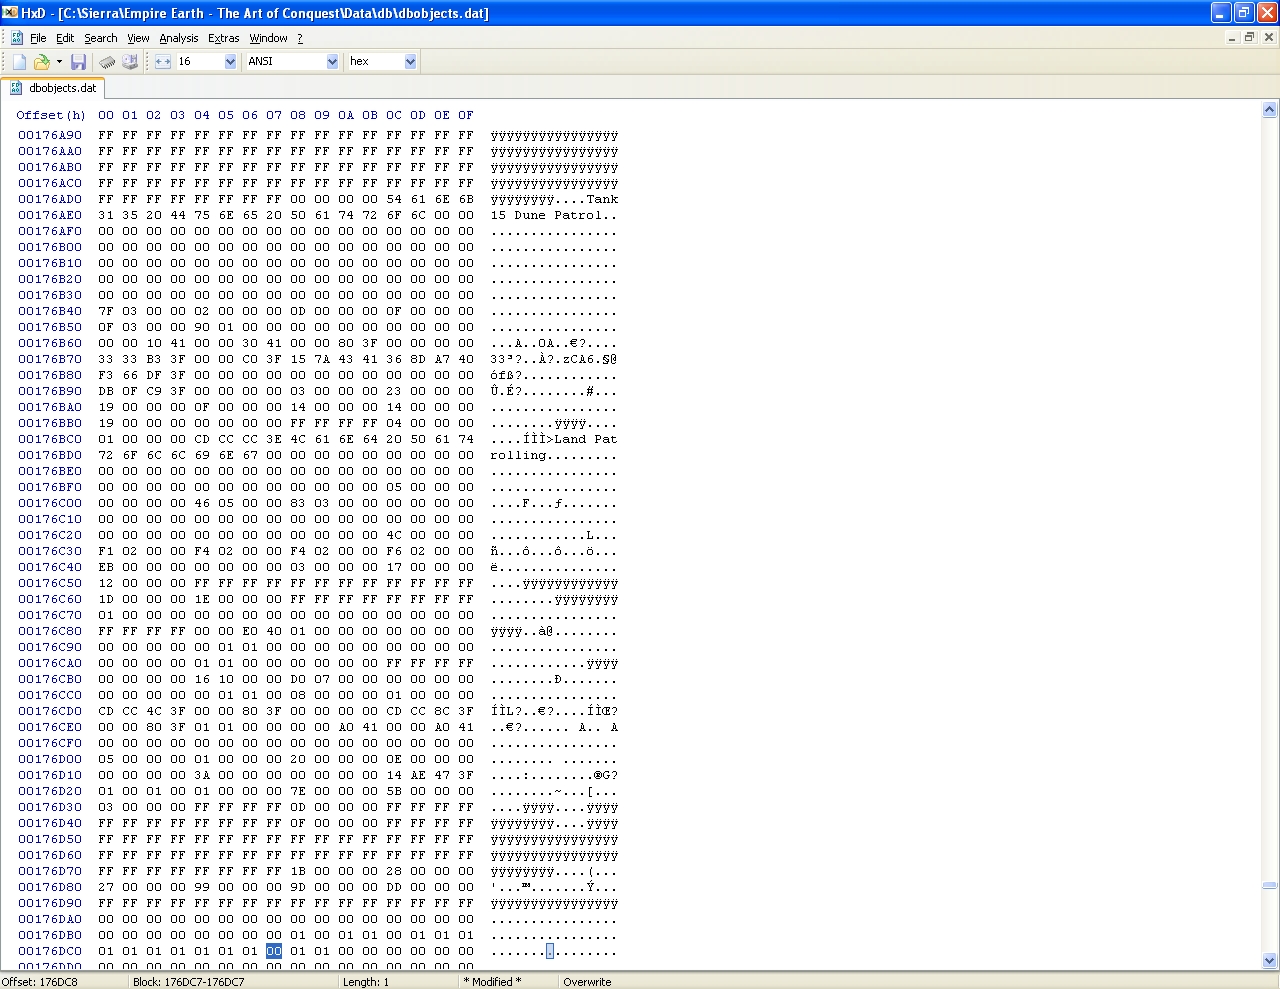 HxD - [C:\Sierra\Empire Earth - The Art of Conquest\Data\db\dbobjects.dat]
File Edit Search View Analysis Extras Window ?
16 ANSI hex
dbobjects.dat
Offset(h) 00 01 02 03 04 05 06 07 08 09 0A 0B 0C 0D 0E 0F
00176A90 FF FF FF FF FF FF FF FF FF FF FF FF FF FF FF FF ÿÿÿÿÿÿÿÿÿÿÿÿÿÿÿÿ
00176AA0 FF FF FF FF FF FF FF FF FF FF FF FF FF FF FF FF ÿÿÿÿÿÿÿÿÿÿÿÿÿÿÿÿ
00176AB0 FF FF FF FF FF FF FF FF FF FF FF FF FF FF FF FF ÿÿÿÿÿÿÿÿÿÿÿÿÿÿÿÿ
00176AC0 FF FF FF FF FF FF FF FF FF FF FF FF FF FF FF FF ÿÿÿÿÿÿÿÿÿÿÿÿÿÿÿÿ
00176AD0 FF FF FF FF FF FF FF FF 00 00 00 00 54 61 6E 6B ÿÿÿÿÿÿÿÿ....Tank
00176AE0 31 35 20 44 75 6E 65 20 50 61 74 72 6F 6C 00 00 15 Dune Patrol..
00176AF0 00 00 00 00 00 00 00 00 00 00 00 00 00 00 00 00 ................
00176B00 00 00 00 00 00 00 00 00 00 00 00 00 00 00 00 00 ................
00176B10 00 00 00 00 00 00 00 00 00 00 00 00 00 00 00 00 ................
00176B20 00 00 00 00 00 00 00 00 00 00 00 00 00 00 00 00 ................
00176B30 00 00 00 00 00 00 00 00 00 00 00 00 00 00 00 00 ................
00176B40 7F 03 00 00 02 00 00 00 0D 00 00 00 0F 00 00 00 ................
00176B50 0F 03 00 00 90 01 00 00 00 00 00 00 00 00 00 00 ................
00176B60 00 00 10 41 00 00 30 41 00 00 80 3F 00 00 00 00 ...A..0A..€?....
00176B70 33 33 B3 3F 00 00 C0 3F 15 7A 43 41 36 8D A7 40 33³?..À?.zCA6.§@
00176B80 F3 66 DF 3F 00 00 00 00 00 00 00 00 00 00 00 00 ófß?............
00176B90 DB 0F C9 3F 00 00 00 00 03 00 00 00 23 00 00 00 Û.É?........#...
00176BA0 19 00 00 00 0F 00 00 00 14 00 00 00 14 00 00 00 ................
00176BB0 19 00 00 00 00 00 00 00 FF FF FF FF 04 00 00 00 ........ÿÿÿÿ....
00176BC0 01 00 00 00 CD CC CC 3E 4C 61 6E 64 20 50 61 74 ....ÍÌÌ>Land Pat
00176BD0 72 6F 6C 6C 69 6E 67 00 00 00 00 00 00 00 00 00 rolling.........
00176BE0 00 00 00 00 00 00 00 00 00 00 00 00 00 00 00 00 ................
00176BF0 00 00 00 00 00 00 00 00 00 00 00 00 05 00 00 00 ................
00176C00 00 00 00 00 46 05 00 00 83 03 00 00 00 00 00 00 ....F...ƒ.......
00176C10 00 00 00 00 00 00 00 00 00 00 00 00 00 00 00 00 ................
00176C20 00 00 00 00 00 00 00 00 00 00 00 00 4C 00 00 00 ............L...
00176C30 F1 02 00 00 F4 02 00 00 F4 02 00 00 F6 02 00 00 ñ...ô...ô...ö...
00176C40 EB 00 00 00 00 00 00 00 03 00 00 00 17 00 00 00 ë...............
00176C50 12 00 00 00 FF FF FF FF FF FF FF FF FF FF FF FF ....ÿÿÿÿÿÿÿÿÿÿÿÿ
00176C60 1D 00 00 00 1E 00 00 00 FF FF FF FF FF FF FF FF ........ÿÿÿÿÿÿÿÿ
00176C70 01 00 00 00 00 00 00 00 00 00 00 00 00 00 00 00 ................
00176C80 FF FF FF FF 00 00 E0 40 01 00 00 00 00 00 00 00 ÿÿÿÿ..à@........
00176C90 00 00 00 00 00 01 01 00 00 00 00 00 00 00 00 00 ................
00176CA0 00 00 00 00 01 01 00 00 00 00 00 00 FF FF FF FF ............ÿÿÿÿ
00176CB0 00 00 00 00 16 10 00 00 D0 07 00 00 00 00 00 00 ........Ð.......
00176CC0 00 00 00 00 00 01 01 00 08 00 00 00 01 00 00 00 ................
00176CD0 CD CC 4C 3F 00 00 80 3F 00 00 00 00 CD CC 8C 3F ÍÌL?..€?....ÍÌŒ?
00176CE0 00 00 80 3F 01 01 00 00 00 00 A0 41 00 00 A0 41 ..€?...... A.. A
00176CF0 00 00 00 00 00 00 00 00 00 00 00 00 00 00 00 00 ................
00176D00 05 00 00 00 01 00 00 00 20 00 00 00 0E 00 00 00 ........ .......
00176D10 00 00 00 00 3A 00 00 00 00 00 00 00 14 AE 47 3F ....:........®G?
00176D20 01 00 01 00 01 00 00 00 7E 00 00 00 5B 00 00 00 ........~...[...
00176D30 03 00 00 00 FF FF FF FF 0D 00 00 00 FF FF FF FF ....ÿÿÿÿ....ÿÿÿÿ
00176D40 FF FF FF FF FF FF FF FF 0F 00 00 00 FF FF FF FF ÿÿÿÿÿÿÿÿ....ÿÿÿÿ
00176D50 FF FF FF FF FF FF FF FF FF FF FF FF FF FF FF FF ÿÿÿÿÿÿÿÿÿÿÿÿÿÿÿÿ
00176D60 FF FF FF FF FF FF FF FF FF FF FF FF FF FF FF FF ÿÿÿÿÿÿÿÿÿÿÿÿÿÿÿÿ
00176D70 FF FF FF FF FF FF FF FF 1B 00 00 00 28 00 00 00 ÿÿÿÿÿÿÿÿ....(...
00176D80 27 00 00 00 99 00 00 00 9D 00 00 00 DD 00 00 00 '...™.......Ý...
00176D90 FF FF FF FF FF FF FF FF FF FF FF FF FF FF FF FF ÿÿÿÿÿÿÿÿÿÿÿÿÿÿÿÿ
00176DA0 00 00 00 00 00 00 00 00 00 00 00 00 00 00 00 00 ................
00176DB0 00 00 00 00 00 00 00 00 01 00 01 01 00 01 01 01 ................
00176DC0 01 01 01 01 01 01 01 00 01 01 00 00 00 00 00 00 ................
00176DD0 00 00 00 00 00 00 00 00 00 00 00 00 00 00 00 00 ................
Offset: 176DC8 Block: 176DC7-176DC7 Length: 1 * Modified * Overwrite